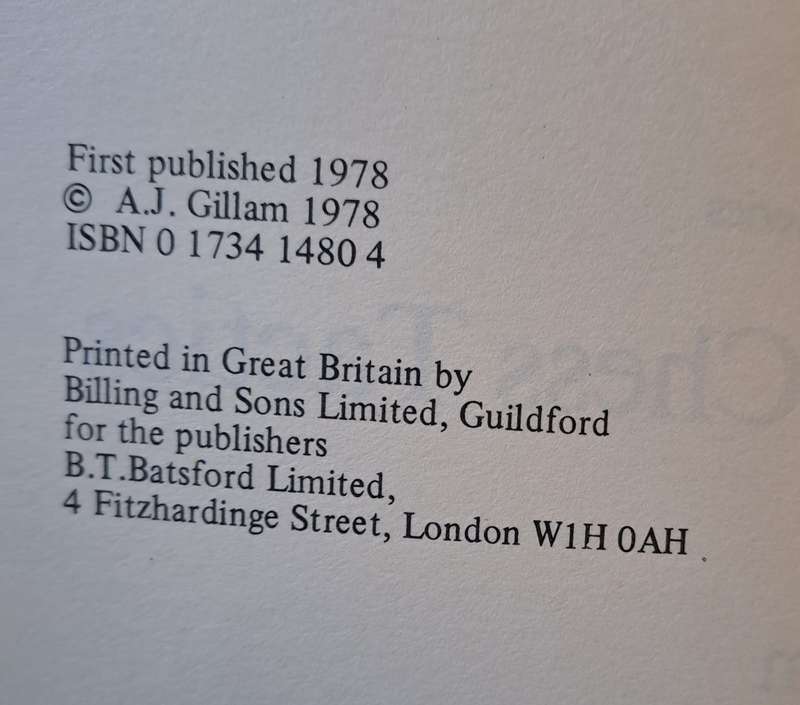 First published 1978
© A.J. Gillam 1978
ISBN 0 1734 1480 4
Printed in Great Britain by
Billing and Sons Limited, Guildford
for the publishers
B.T.Batsford Limited,
4 Fitzhardinge Street, London W1H 0AH